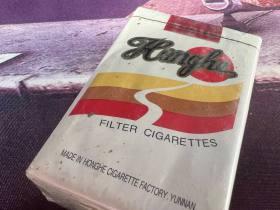 Honghe
FILTER CIGARETTES
MADE IN HONGHE CIGARETTE FACTORY YUNNAN